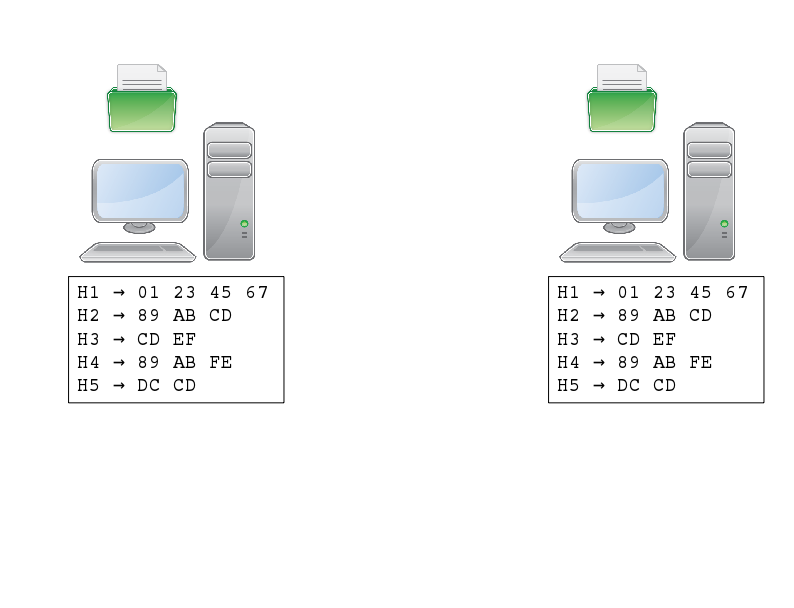 H1 → 01 23 45 67
H2 → 89 AB CD
H3 → CD EF
H4 → 89 AB FE
H5 → DC CD
H1 → 01 23 45 67
H2 → 89 AB CD
H3 → CD EF
H4 → 89 AB FE
H5 → DC CD